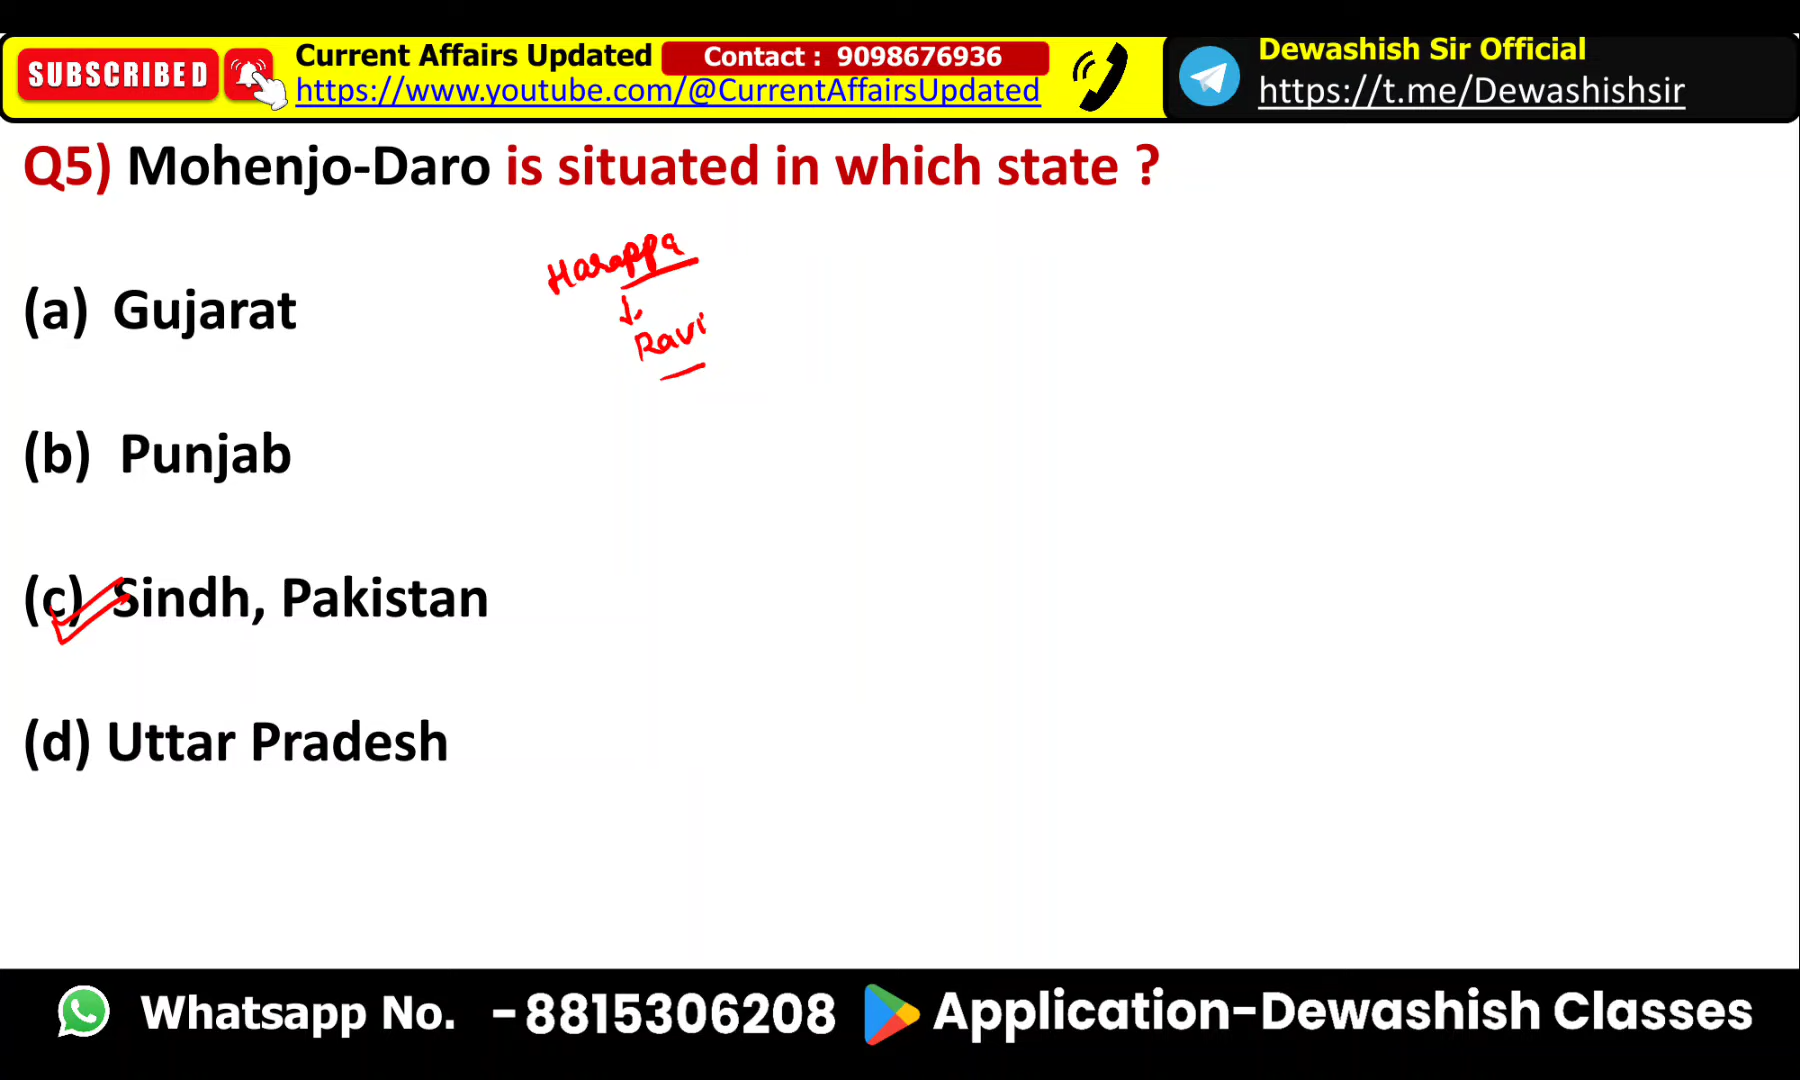 SUBSCRIBED
Current Affairs Updated
Contact : 9098676936
https://www.youtube.com/@CurrentAffairsUpdated
Dewashish Sir Official
https://t.me/Dewashishsir
Q5) Mohenjo-Daro is situated in which state ?
Harappa
Ravi
(a) Gujarat
(b) Punjab
(c) Sindh, Pakistan
(d) Uttar Pradesh
Whatsapp No. -8815306208
Application-Dewashish Classes